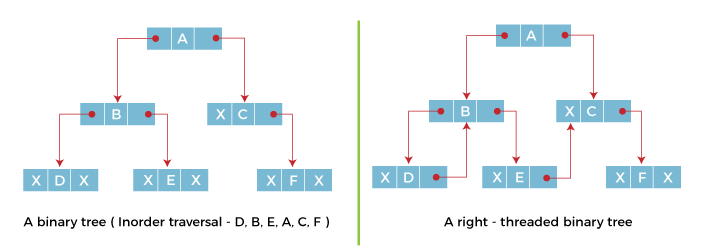 A
B
X C
X D X
X E X
X F X
A binary tree ( Inorder traversal - D, B, E, A, C, F )
A
B
X C
X D
X E
X F X
A right - threaded binary tree